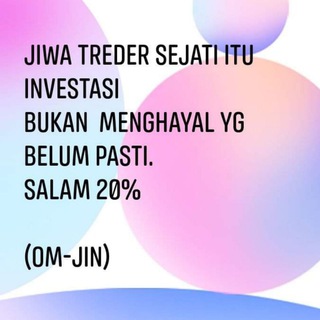 JIWA TREDER SEJATI ITU
INVESTASI
BUKAN MENGHAYAL YG
BELUM PASTI.
SALAM 20%
(OM-JIN)